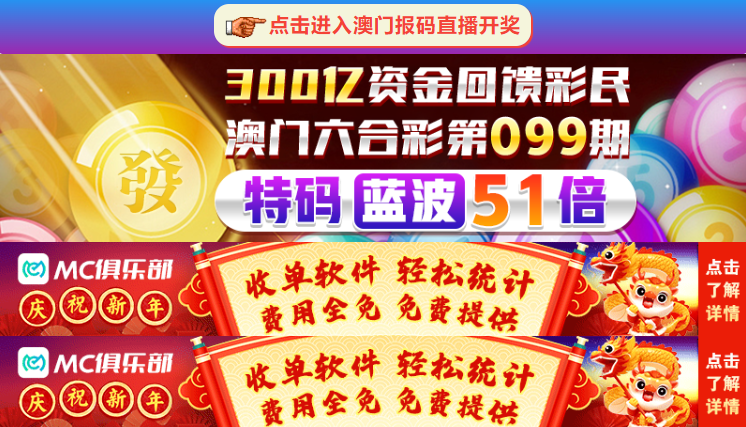 点击进入澳门报码直播开奖
發
300亿资金回馈彩民
澳门六合彩第099期
特码 蓝波 51倍
MC俱乐部
庆祝新年
收单软件 轻松统计
费用全免 免费提供
点击
了解
详情
MC俱乐部
庆祝新年
收单软件 轻松统计
费用全免 免费提供
点击
了解
详情